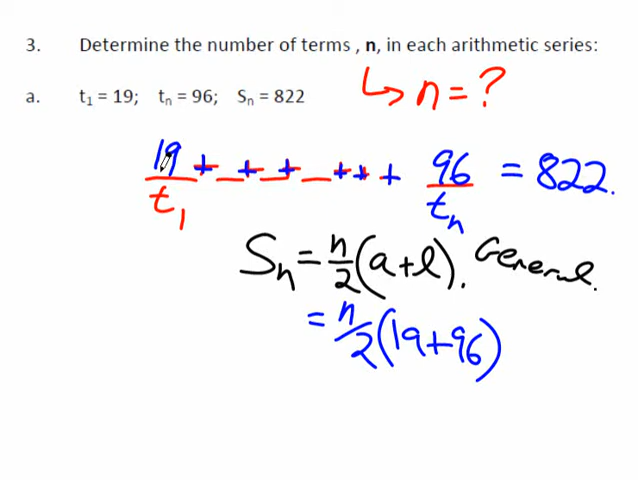 3. Determine the number of terms , n, in each arithmetic series:
a. t₁ = 19; tₙ = 96; Sₙ = 822
↳ n = ?
19 + _ + _ + _ + + + 96 = 822.
t₁ tₙ
Sₙ = n/2 (a + l). General.
= n/2 (19 + 96)